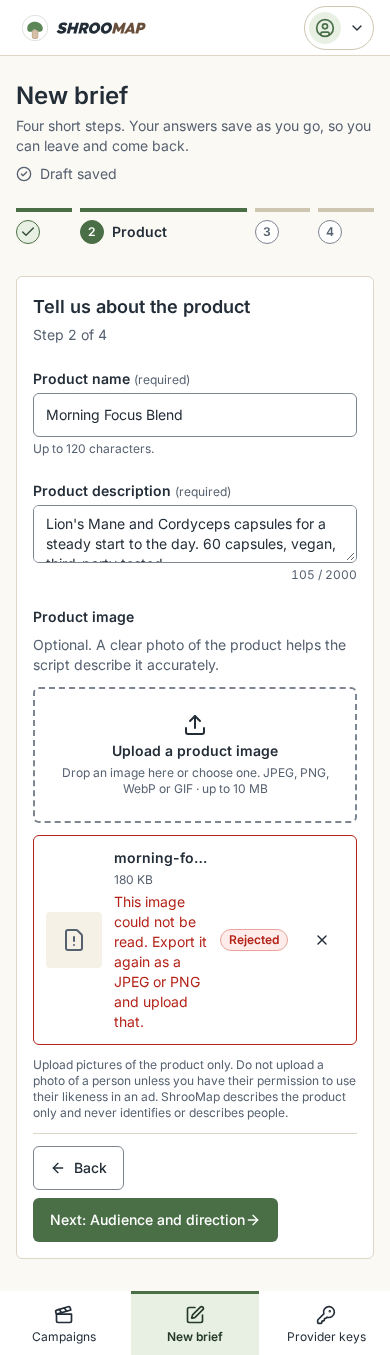 SHROOMAP
New brief
Four short steps. Your answers save as you go, so you
can leave and come back.
Draft saved
2 Product 3 4
Tell us about the product
Step 2 of 4
Product name (required)
Morning Focus Blend
Up to 120 characters.
Product description (required)
Lion's Mane and Cordyceps capsules for a
steady start to the day. 60 capsules, vegan,
105 / 2000
Product image
Optional. A clear photo of the product helps the
script describe it accurately.
Upload a product image
Drop an image here or choose one. JPEG, PNG,
WebP or GIF · up to 10 MB
morning-fo...
180 KB
This image
could not be
read. Export it
again as a
JPEG or PNG
and upload
that.
Rejected
Upload pictures of the product only. Do not upload a
photo of a person unless you have their permission to use
their likeness in an ad. ShrooMap describes the product
only and never identifies or describes people.
Back
Next: Audience and direction
Campaigns
New brief
Provider keys